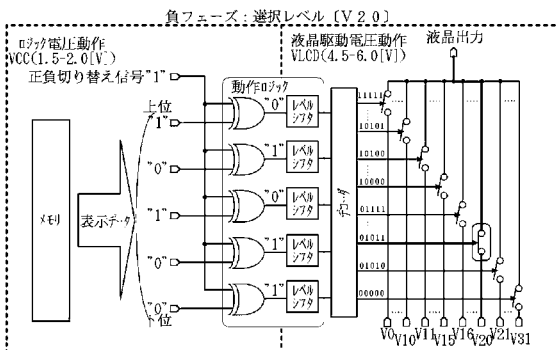 負フェーズ：選択レベル〔V20〕
ﾛｼﾞｯｸ電圧動作
VCC(1.5-2.0[V])
液晶駆動電圧動作
VLCD(4.5-6.0[V])
液晶出力
正負切り替え信号"1"
動作ロジック
上位
"1"
"0"
"1"
"0"
"0"
下位
メモリ
表示データ
"0"
レベル
シフタ
"1"
レベル
シフタ
"0"
レベル
シフタ
"1"
レベル
シフタ
"1"
レベル
シフタ
デコーダ
11111
10101
10100
10000
01111
01011
01010
00000
V0
V10
V11
V15
V16
V20
V21
V31